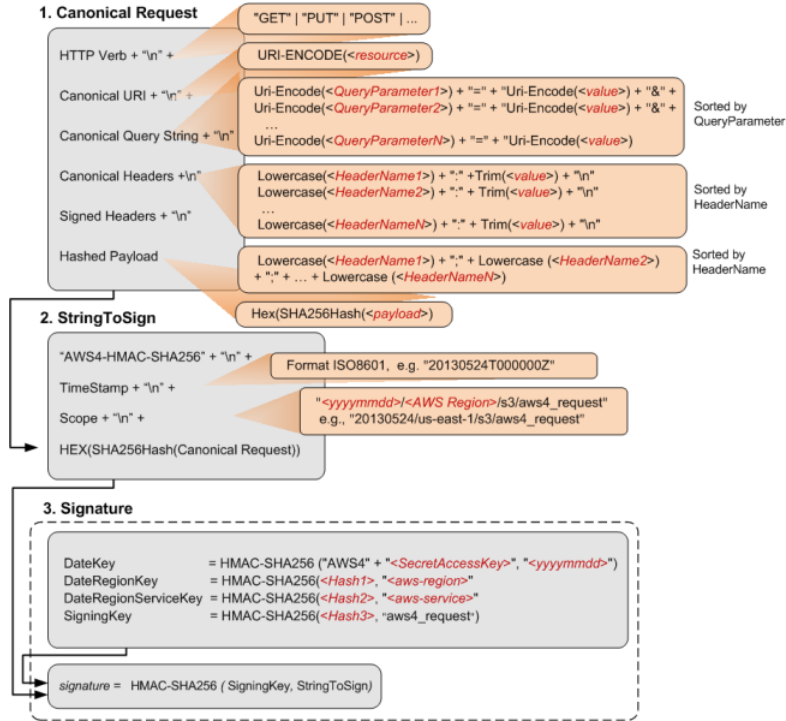 1. Canonical Request
"GET" | "PUT" | "POST" | ...
HTTP Verb + “\n” +
URI-ENCODE(<resource>)
Canonical URI + “\n” +
Uri-Encode(<QueryParameter1>) + "=" + "Uri-Encode(<value>) + "&" +
Uri-Encode(<QueryParameter2>) + "=" + "Uri-Encode(<value>) + "&" +
...
Uri-Encode(<QueryParameterN>) + "=" + "Uri-Encode(<value>)
Sorted by
QueryParameter
Canonical Query String + “\n”
Canonical Headers +\n”
Lowercase(<HeaderName1>) + ":" +Trim(<value>) + "\n"
Lowercase(<HeaderName2>) + ":" + Trim(<value>) + "\n"
...
Lowercase(<HeaderNameN>) + ":" + Trim(<value>) + "\n"
Sorted by
HeaderName
Signed Headers + “\n”
Hashed Payload
Lowercase(<HeaderName1>) + ";" + Lowercase (<HeaderName2>)
+ ";" + ... + Lowercase (<HeaderNameN>)
Sorted by
HeaderName
Hex(SHA256Hash(<payload>)
2. StringToSign
“AWS4-HMAC-SHA256” + “\n” +
Format ISO8601, e.g. "20130524T000000Z"
TimeStamp + “\n” +
Scope + “\n” +
"<yyyymmdd>/<AWS Region>/s3/aws4_request"
e.g., "20130524/us-east-1/s3/aws4_request"
HEX(SHA256Hash(Canonical Request))
3. Signature
DateKey = HMAC-SHA256 ("AWS4" + "<SecretAccessKey>", "<yyyymmdd>")
DateRegionKey = HMAC-SHA256(<Hash1>, "<aws-region>"
DateRegionServiceKey = HMAC-SHA256(<Hash2>, "<aws-service>"
SigningKey = HMAC-SHA256(<Hash3>, “aws4_request”)
signature = HMAC-SHA256 ( SigningKey, StringToSign)